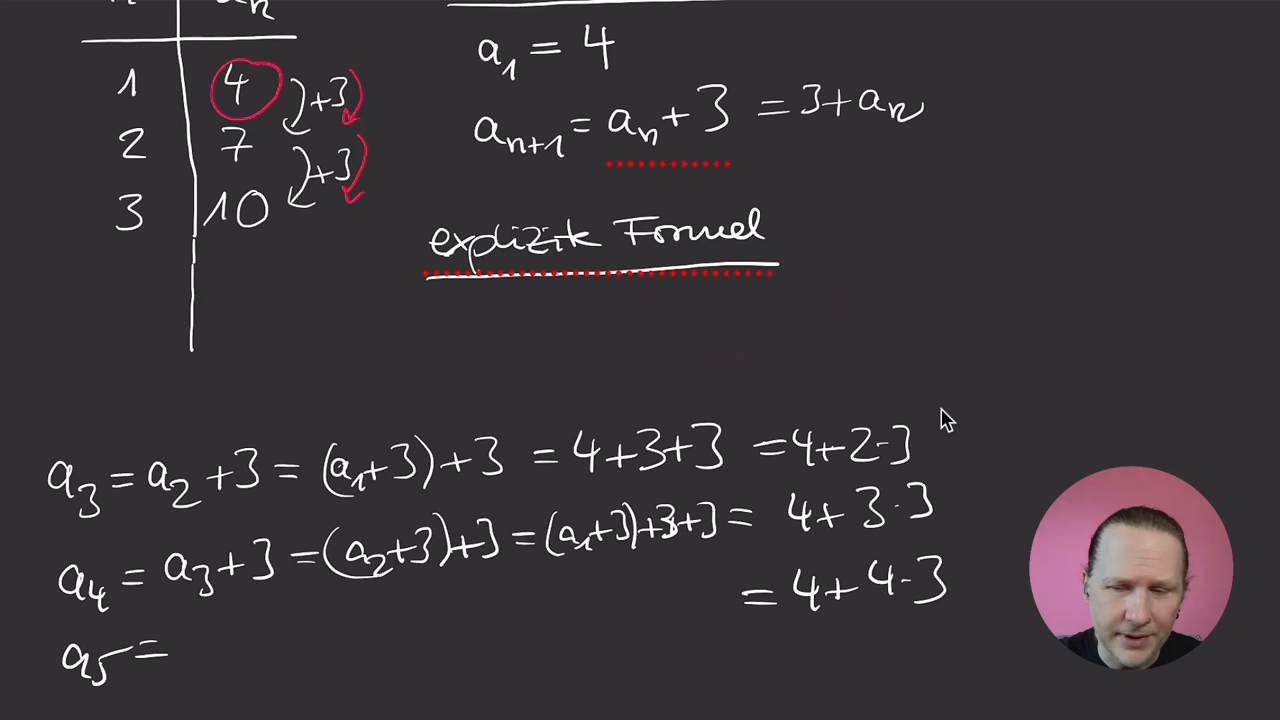 n | aₙ
1 | 4 +3
2 | 7 +3
3 | 10
a₁ = 4
aₙ₊₁ = aₙ + 3 = 3 + aₙ
explizite Formel
a₃ = a₂ + 3 = (a₁+3)+3 = 4+3+3 = 4+2·3
a₄ = a₃ + 3 = (a₂+3)+3 = (a₁+3)+3+3 = 4+3·3
= 4+4·3
a₅ =